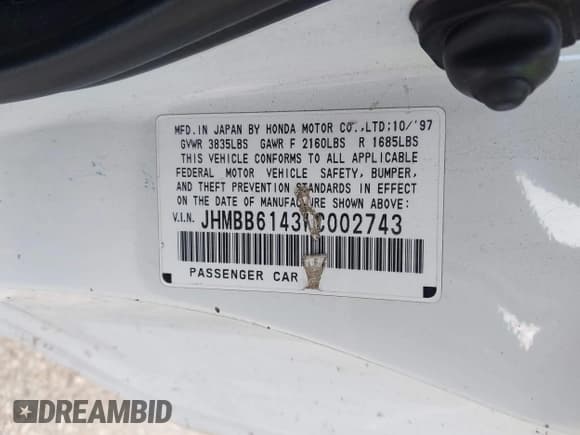 MFD.IN JAPAN BY HONDA MOTOR CO.,LTD;10/'97
GVWR 3835LBS GAWR F 2160LBS R 1685LBS
THIS VEHICLE CONFORMS TO ALL APPLICABLE
FEDERAL MOTOR VEHICLE SAFETY, BUMPER,
AND THEFT PREVENTION STANDARDS IN EFFECT
ON THE DATE OF MANUFACTURE SHOWN ABOVE:
V.I.N. JHMBB6143WC002743
PASSENGER CAR
DREAMBID